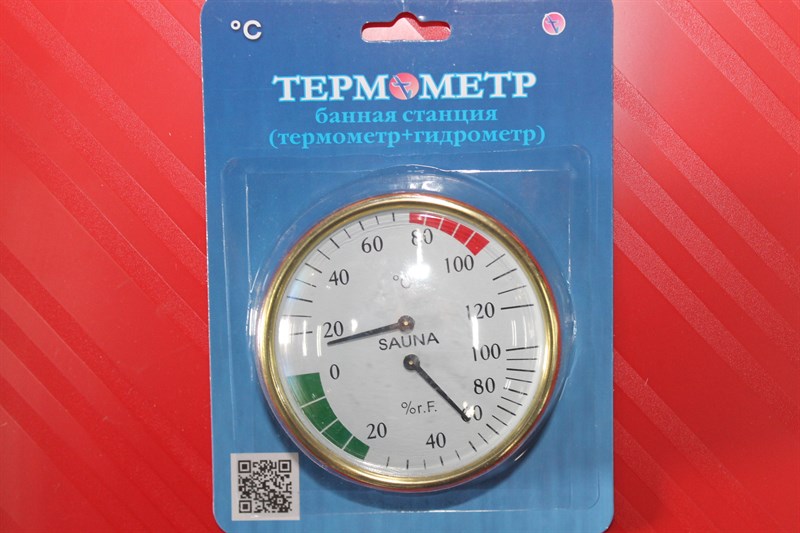 °C
ТЕРМОМЕТР
банная станция
(термометр+гидрометр)
20
40
60
80
100
120
°C
SAUNA
0
20
40
60
80
100
%r.F.